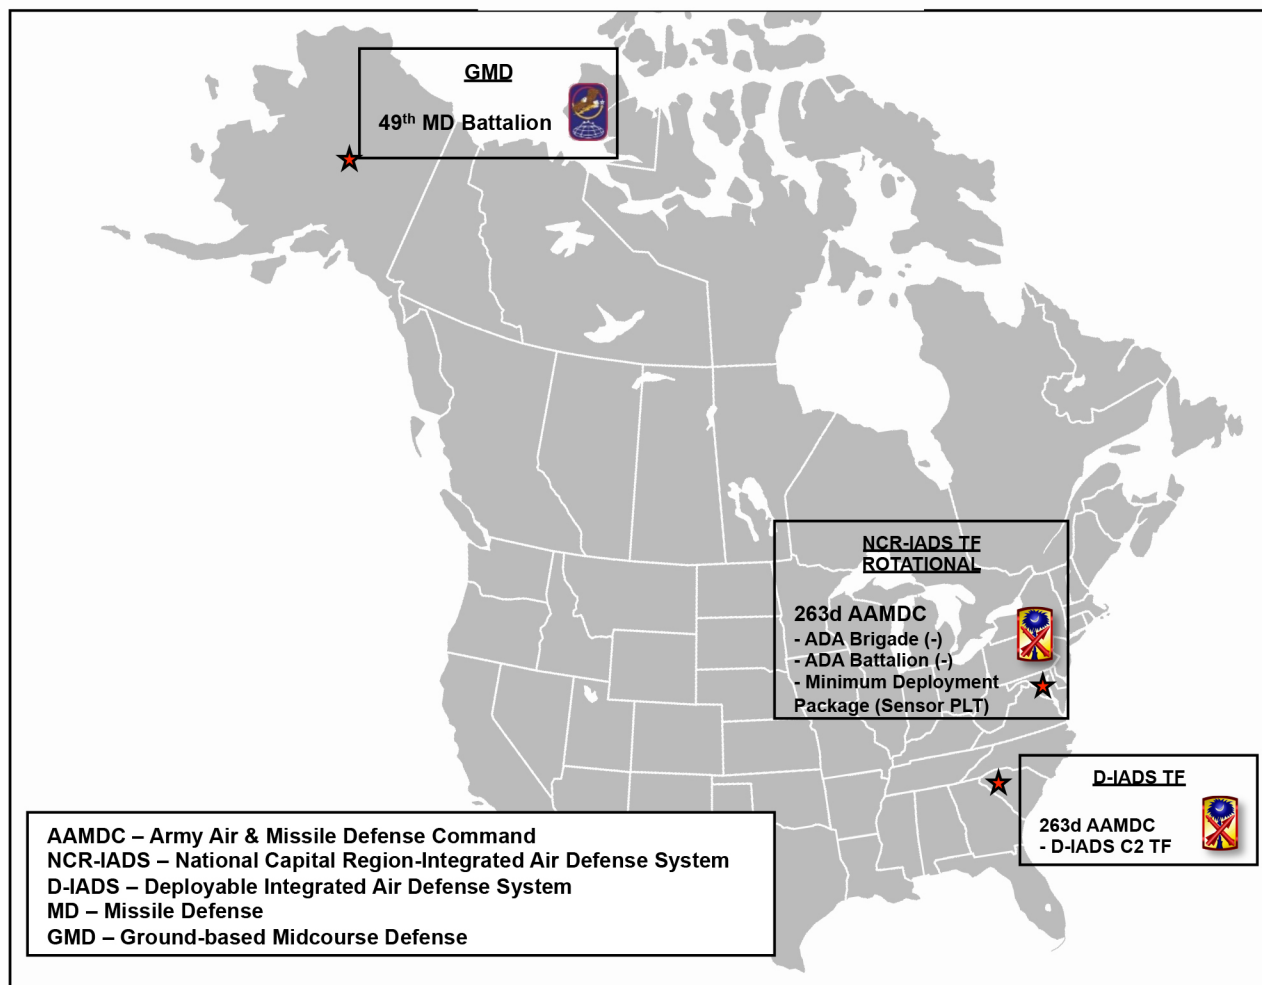 GMD
49th MD Battalion
NCR-IADS TF
ROTATIONAL
263d AAMDC
- ADA Brigade (-)
- ADA Battalion (-)
- Minimum Deployment
Package (Sensor PLT)
D-IADS TF
263d AAMDC
- D-IADS C2 TF
AAMDC – Army Air & Missile Defense Command
NCR-IADS – National Capital Region-Integrated Air Defense System
D-IADS – Deployable Integrated Air Defense System
MD – Missile Defense
GMD – Ground-based Midcourse Defense